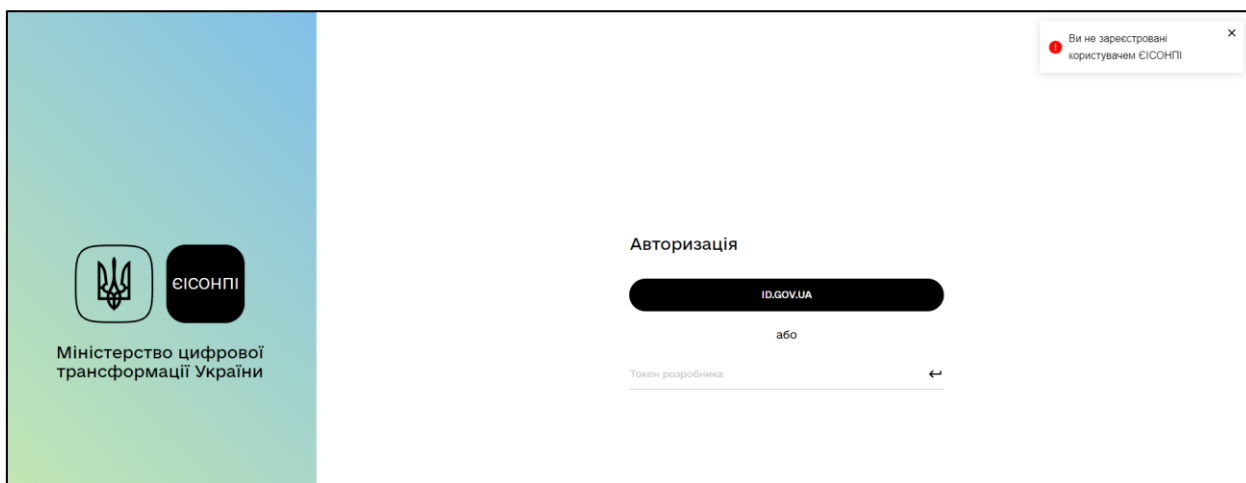 Ви не зареєстровані
користувачем ЄІСОНПІ
Авторизація
ID.GOV.UA
або
Токен розробника
ЄІСОНПІ
Міністерство цифрової
трансформації України